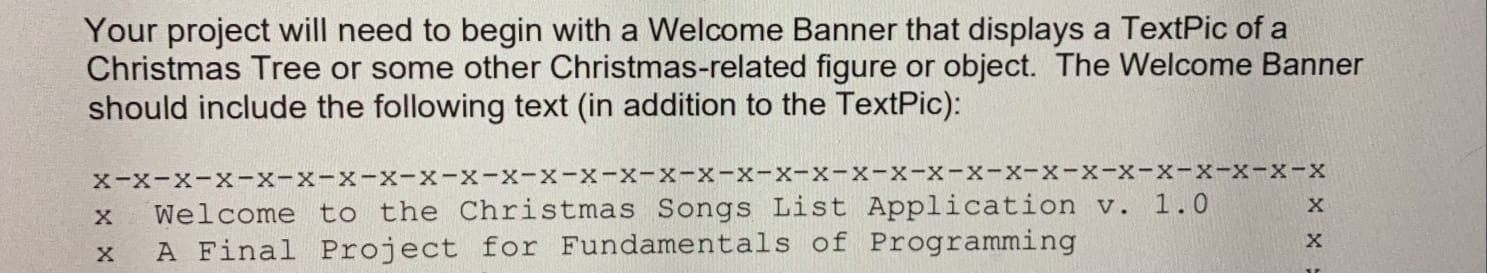 Your project will need to begin with a Welcome Banner that displays a TextPic of a
Christmas Tree or some other Christmas-related figure or object. The Welcome Banner
should include the following text (in addition to the TextPic):
x-x-x-x-x-x-x-x-x-x-x-x-x-x-x-x-x-x-x-x-x-x-x-x-x-x-x-x-x-x-x-x
x Welcome to the Christmas Songs List Application v. 1.0 x
x A Final Project for Fundamentals of Programming x